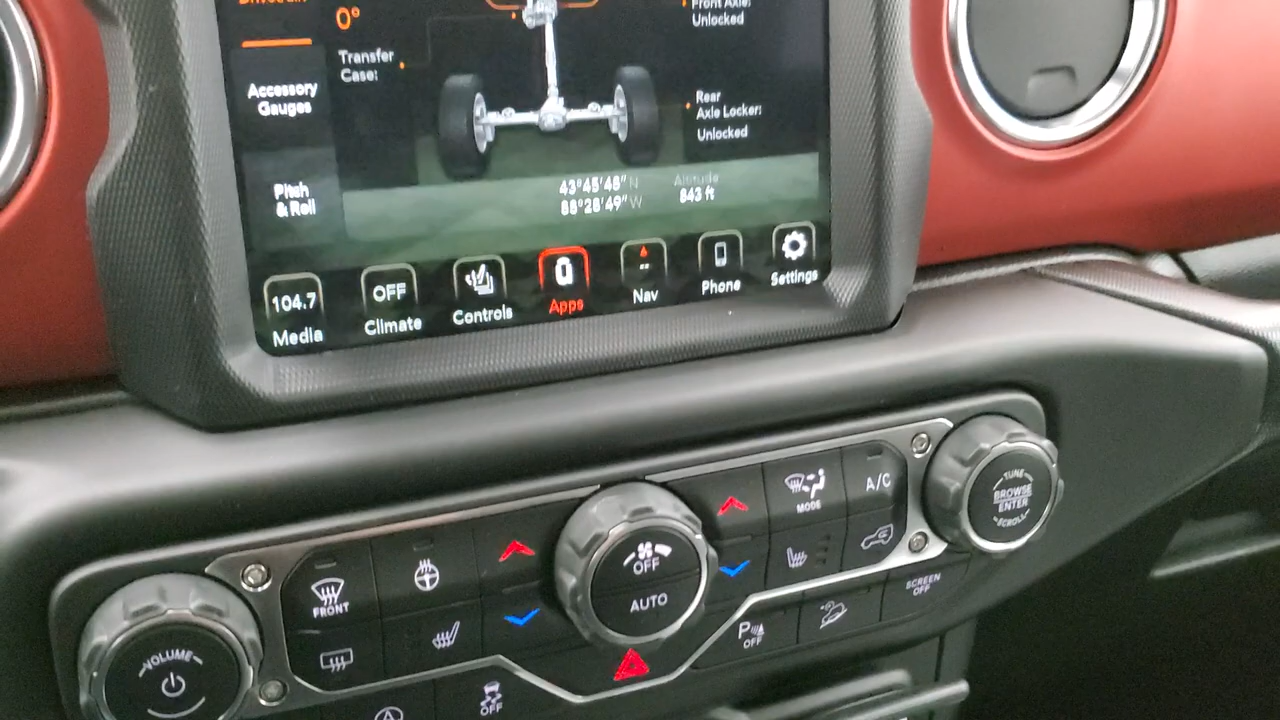 Drivetrain
0°
Transfer
Case:
Front Axle:
Unlocked
Accessory
Gauges
Rear
Axle Locker:
Unlocked
Pitch
& Roll
43°45'48"N
88°28'49"W
Altitude
843 ft
104.7
Media
OFF
Climate
Controls
Apps
--
Nav
Phone
Settings
MODE
A/C
TUNE
BROWSE
ENTER
SCROLL
OFF
AUTO
FRONT
SCREEN
OFF
P
OFF
VOLUME
OFF
A